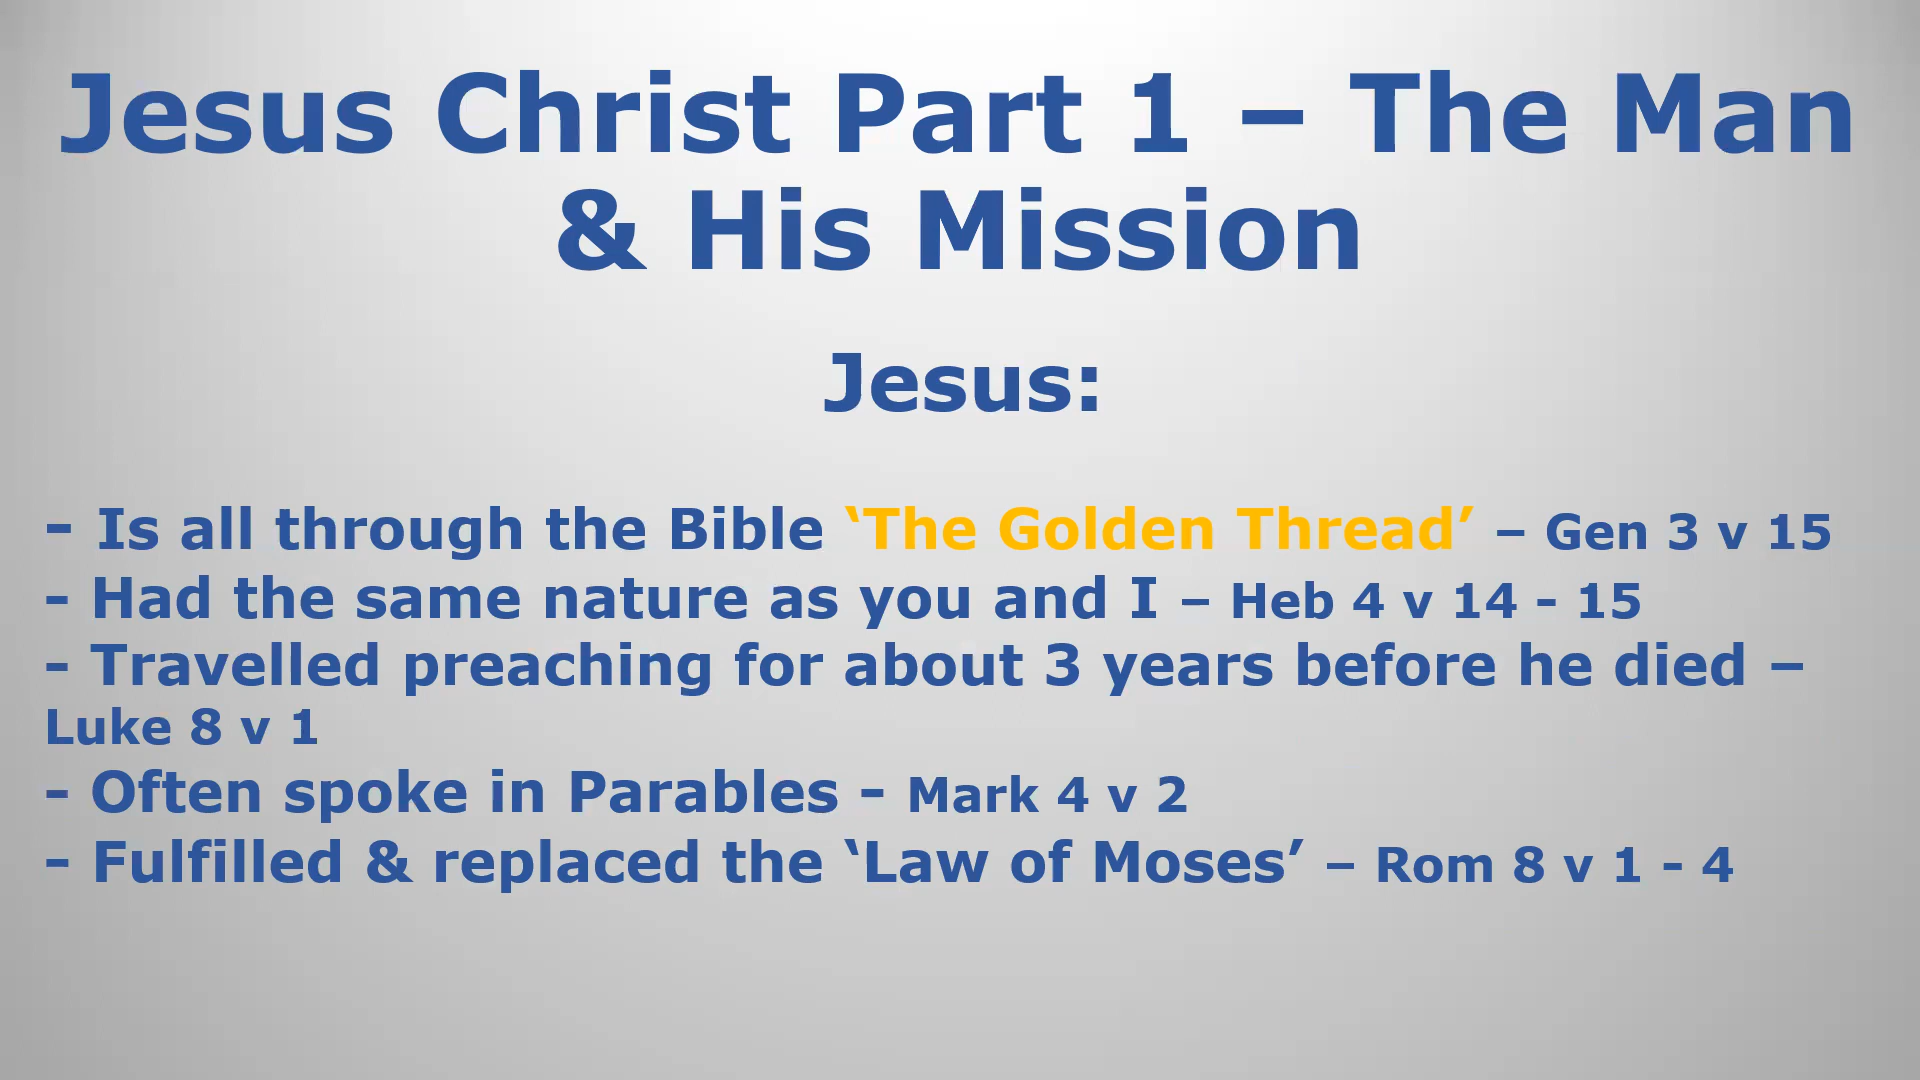 Jesus Christ Part 1 – The Man
& His Mission
Jesus:
- Is all through the Bible ‘The Golden Thread’ – Gen 3 v 15
- Had the same nature as you and I – Heb 4 v 14 - 15
- Travelled preaching for about 3 years before he died –
Luke 8 v 1
- Often spoke in Parables - Mark 4 v 2
- Fulfilled & replaced the ‘Law of Moses’ – Rom 8 v 1 - 4